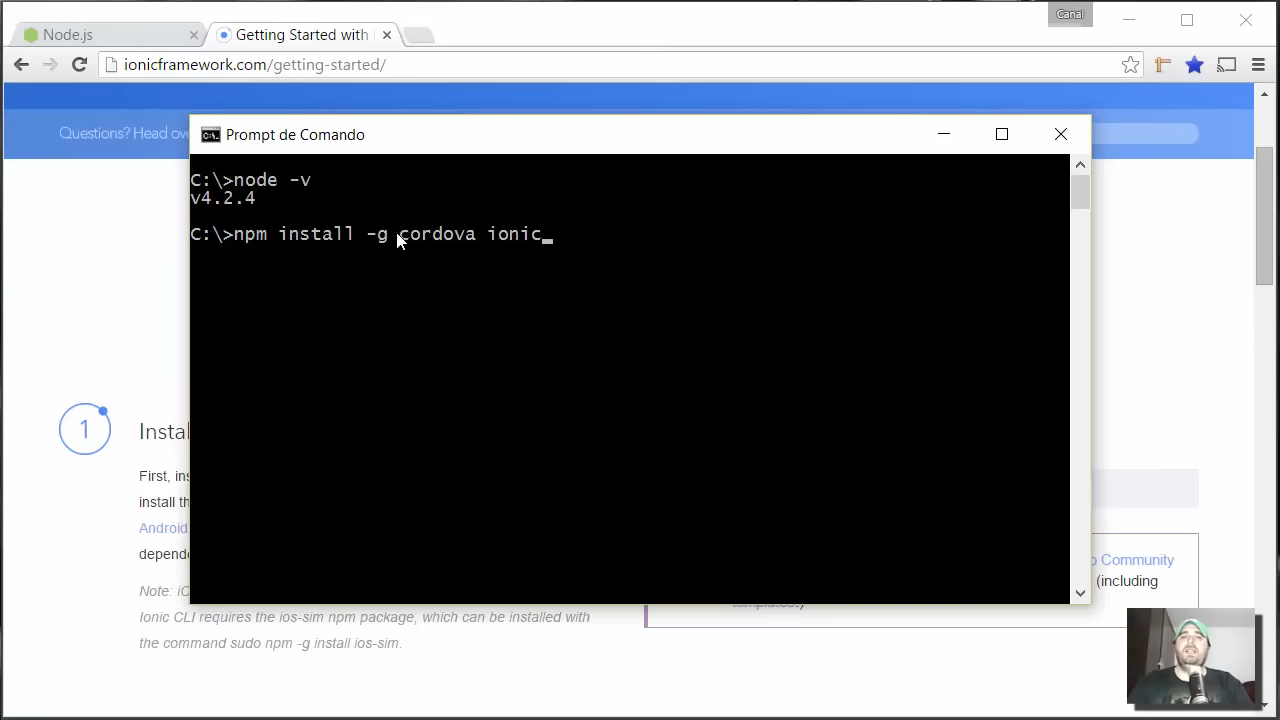 Canal
Node.js
Getting Started with
ionicframework.com/getting-started/
Questions? Head ove
Prompt de Comando
C:\>node -v
v4.2.4
C:\>npm install -g cordova ionic
1
Instal
First, ins
install th
Android
depende
Note: iO
Ionic CLI requires the ios-sim npm package, which can be installed with
the command sudo npm -g install ios-sim.
Community
(including